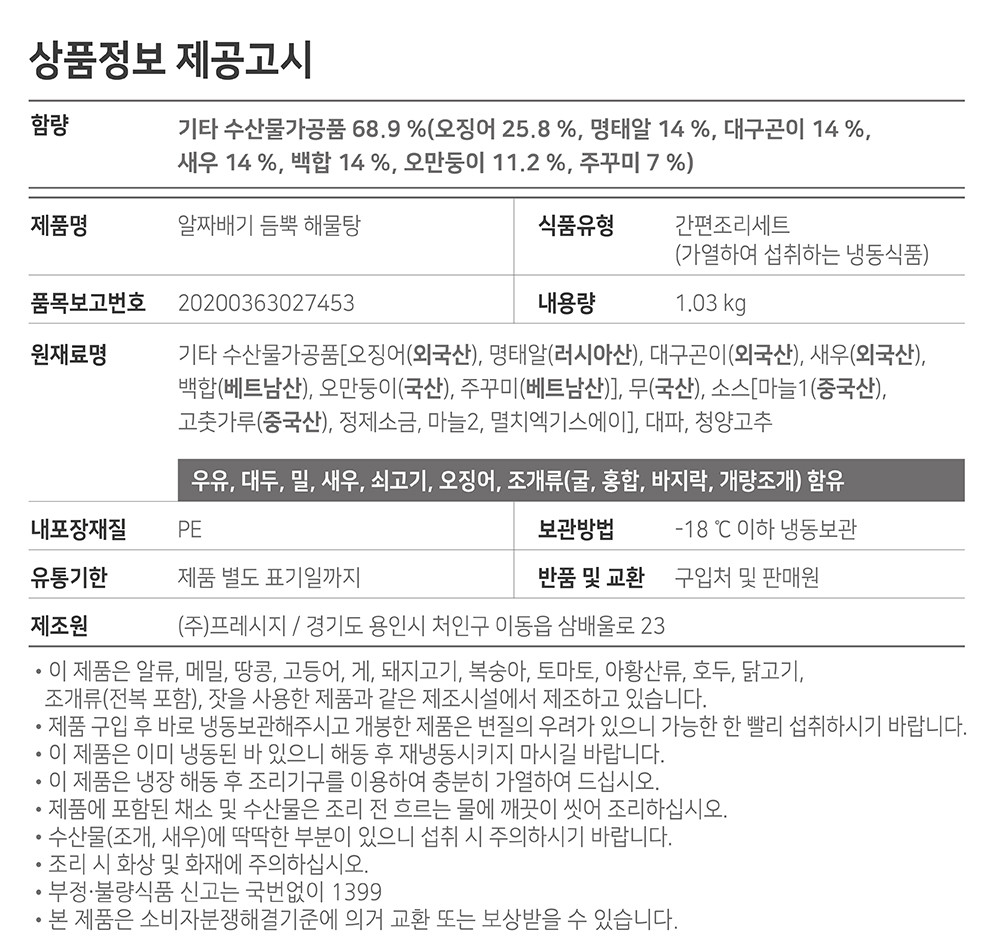 상품정보 제공고시
함량
기타 수산물가공품 68.9 %(오징어 25.8 %, 명태알 14 %, 대구곤이 14 %,
새우 14 %, 백합 14 %, 오만둥이 11.2 %, 주꾸미 7 %)
제품명
알짜배기 듬뿍 해물탕
식품유형
간편조리세트
(가열하여 섭취하는 냉동식품)
품목보고번호
20200363027453
내용량
1.03 kg
원재료명
기타 수산물가공품[오징어(외국산), 명태알(러시아산), 대구곤이(외국산), 새우(외국산),
백합(베트남산), 오만둥이(국산), 주꾸미(베트남산)], 무(국산), 소스[마늘1(중국산),
고춧가루(중국산), 정제소금, 마늘2, 멸치엑기스에이], 대파, 청양고추
우유, 대두, 밀, 새우, 쇠고기, 오징어, 조개류(굴, 홍합, 바지락, 개량조개) 함유
내포장재질
PE
보관방법
-18 ℃ 이하 냉동보관
유통기한
제품 별도 표기일까지
반품 및 교환
구입처 및 판매원
제조원
(주)프레시지 / 경기도 용인시 처인구 이동읍 삼배울로 23
• 이 제품은 알류, 메밀, 땅콩, 고등어, 게, 돼지고기, 복숭아, 토마토, 아황산류, 호두, 닭고기,
조개류(전복 포함), 잣을 사용한 제품과 같은 제조시설에서 제조하고 있습니다.
• 제품 구입 후 바로 냉동보관해주시고 개봉한 제품은 변질의 우려가 있으니 가능한 한 빨리 섭취하시기 바랍니다.
• 이 제품은 이미 냉동된 바 있으니 해동 후 재냉동시키지 마시길 바랍니다.
• 이 제품은 냉장 해동 후 조리기구를 이용하여 충분히 가열하여 드십시오.
• 제품에 포함된 채소 및 수산물은 조리 전 흐르는 물에 깨끗이 씻어 조리하십시오.
• 수산물(조개, 새우)에 딱딱한 부분이 있으니 섭취 시 주의하시기 바랍니다.
• 조리 시 화상 및 화재에 주의하십시오.
• 부정·불량식품 신고는 국번없이 1399
• 본 제품은 소비자분쟁해결기준에 의거 교환 또는 보상받을 수 있습니다.